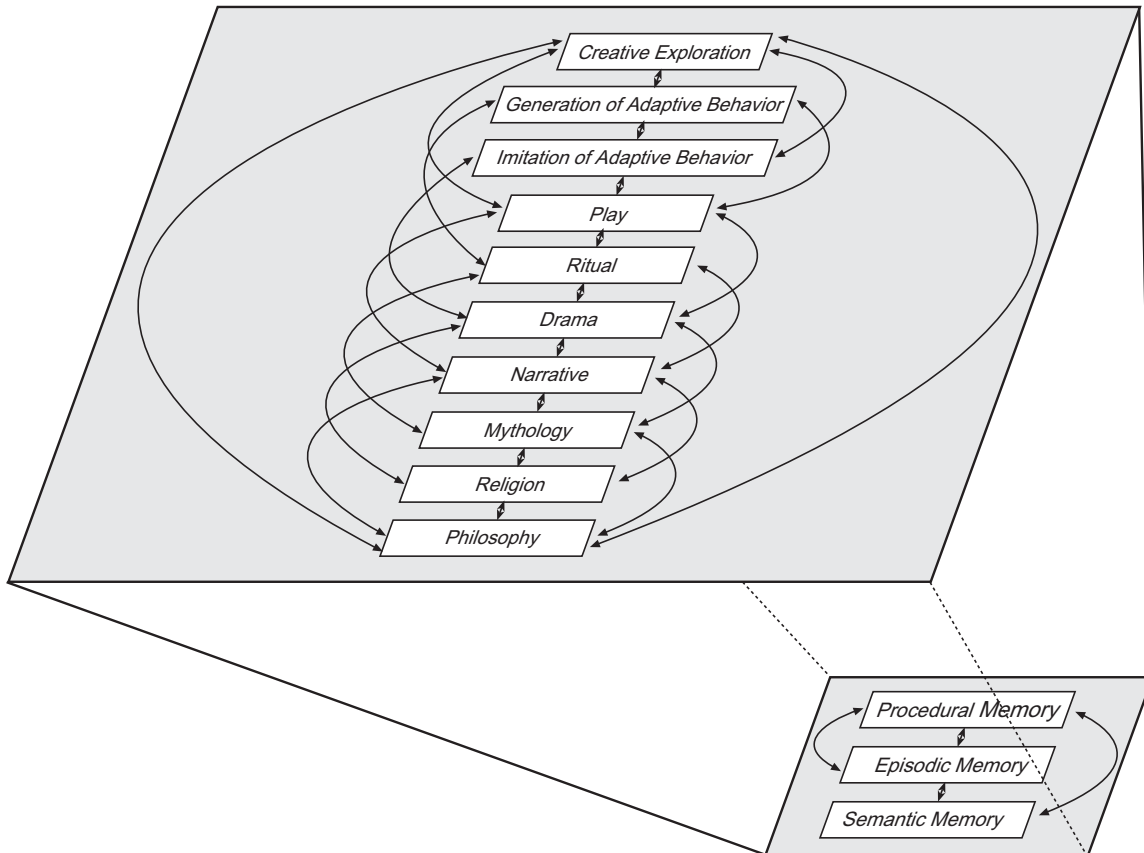 Creative Exploration
Generation of Adaptive Behavior
Imitation of Adaptive Behavior
Play
Ritual
Drama
Narrative
Mythology
Religion
Philosophy
Procedural Memory
Episodic Memory
Semantic Memory